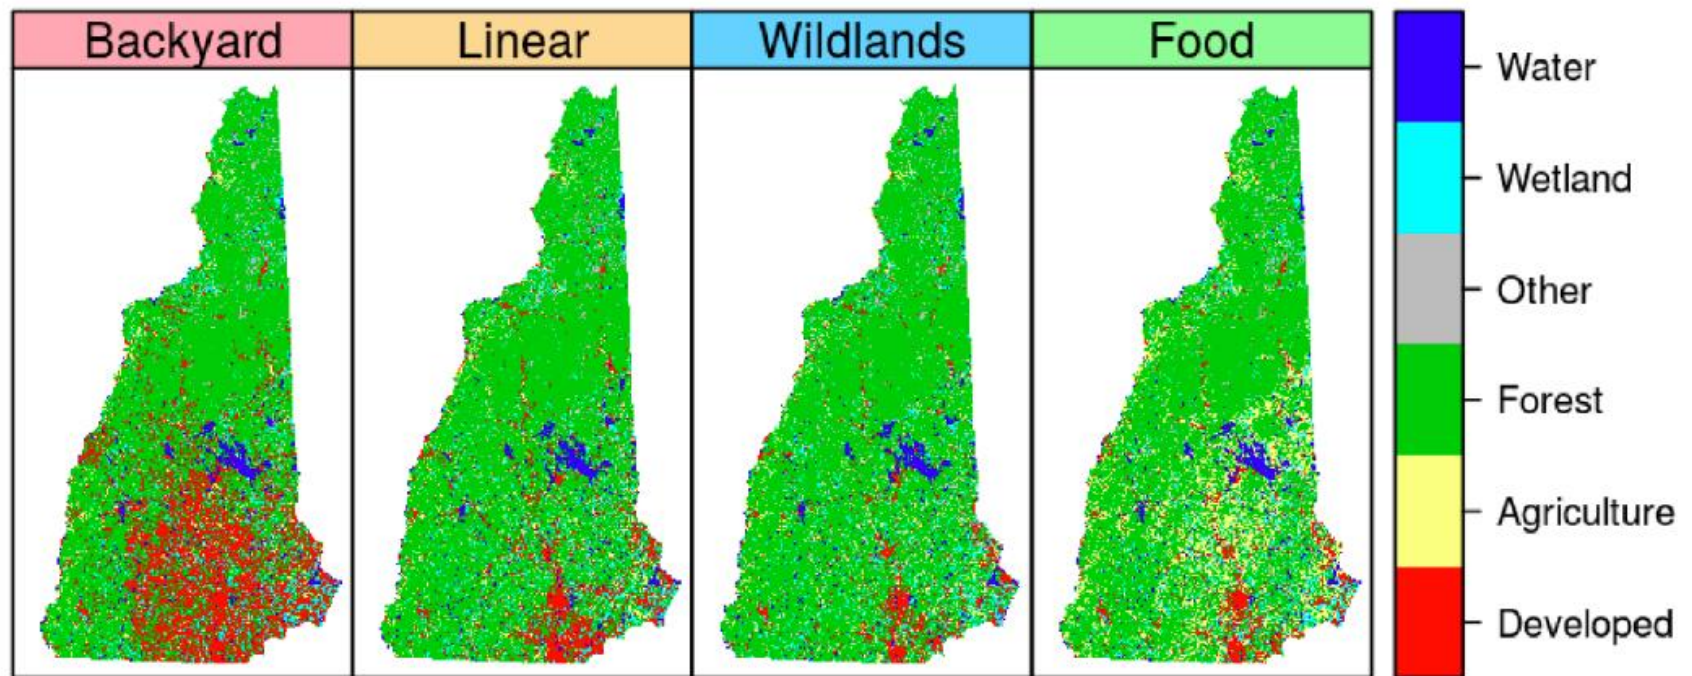 Backyard
Linear
Wildlands
Food
Water
Wetland
Other
Forest
Agriculture
Developed